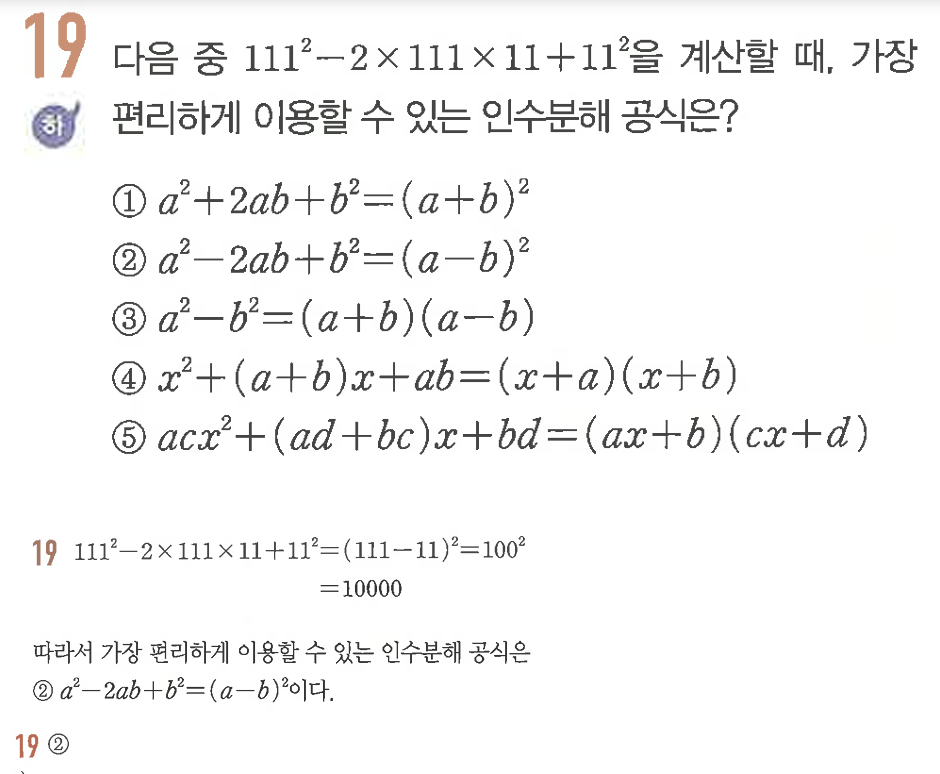 19 다음 중 111²－2×111×11＋11²을 계산할 때, 가장
하 편리하게 이용할 수 있는 인수분해 공식은?
① a²＋2ab＋b²＝(a＋b)²
② a²－2ab＋b²＝(a－b)²
③ a²－b²＝(a＋b)(a－b)
④ x²＋(a＋b)x＋ab＝(x＋a)(x＋b)
⑤ acx²＋(ad＋bc)x＋bd＝(ax＋b)(cx＋d)
19 111²－2×111×11＋11²＝(111－11)²＝100²
＝10000
따라서 가장 편리하게 이용할 수 있는 인수분해 공식은
② a²－2ab＋b²＝(a－b)²이다.
19 ②